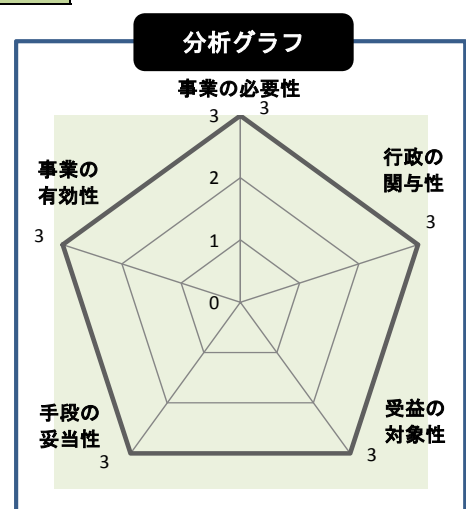 分析グラフ
事業の必要性
3
3
行政の
関与性
3
事業の
有効性
3
2
1
0
手段の
妥当性
3
受益の
対象性
3